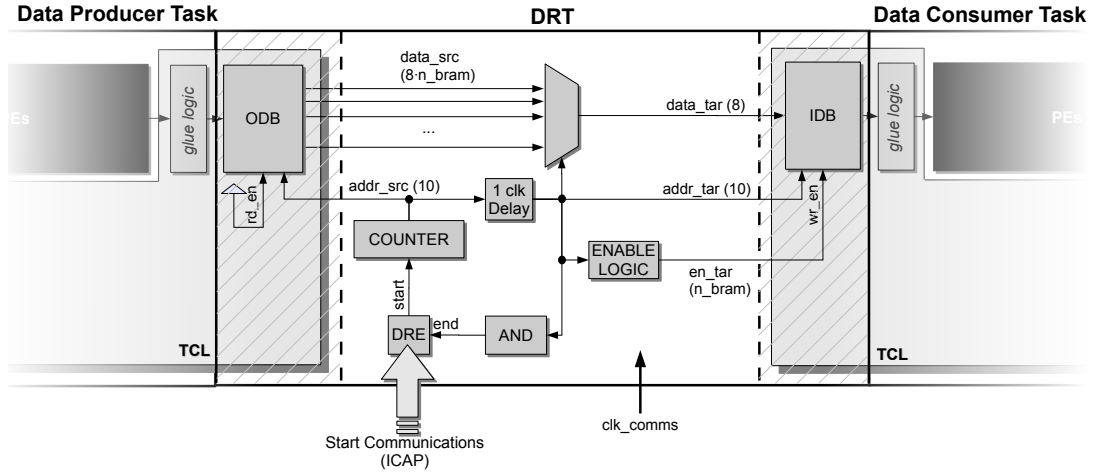 Data Producer Task
DRT
Data Consumer Task
data_src
(8·n_bram)
...
data_tar (8)
PEs
glue logic
ODB
IDB
glue logic
PEs
rd_en
addr_src (10)
1 clk
Delay
addr_tar (10)
wr_en
COUNTER
ENABLE
LOGIC
en_tar
(n_bram)
start
DRE
end
AND
TCL
TCL
clk_comms
Start Communications
(ICAP)